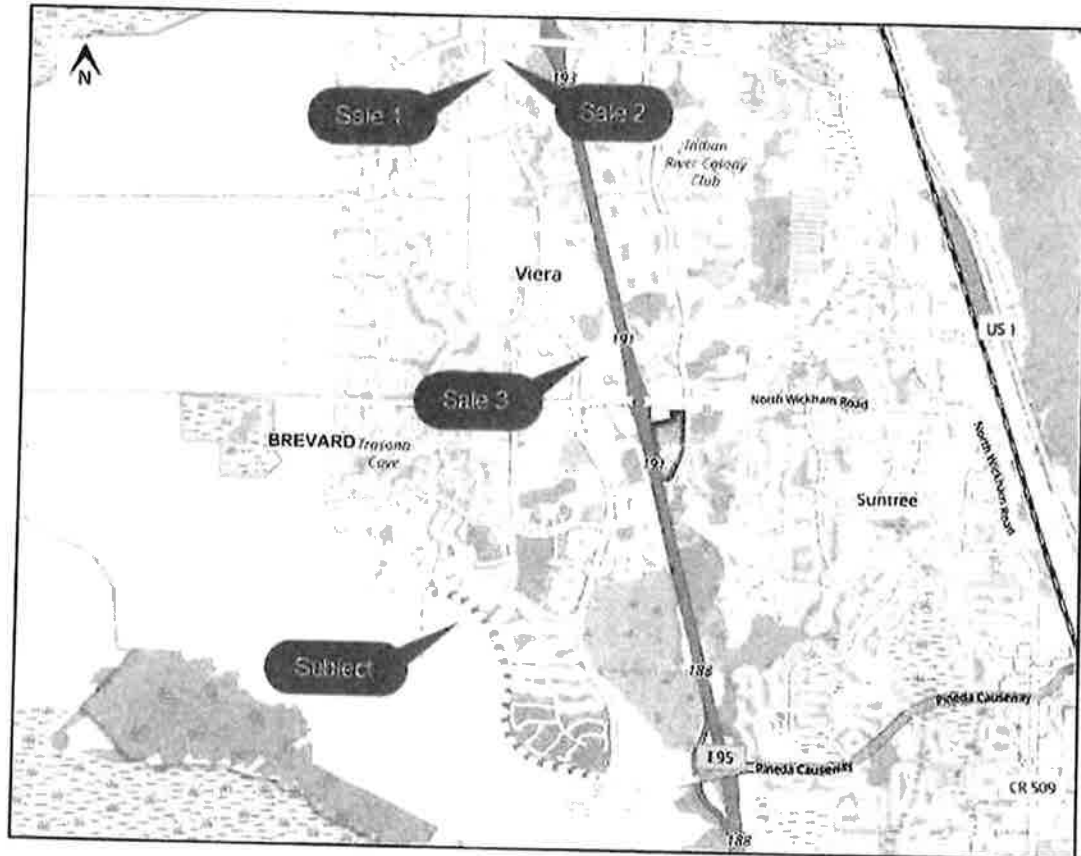 N
193
Sale 1
Sale 2
Indian
River Colony
Club
Viera
US 1
191
Sale 3
North Wickham Road
BREVARD
Trasona
Cove
191
North Wickham Road
Suntree
Subject
188
Pineda Causeway
I 95
Pineda Causeway
CR 509
188